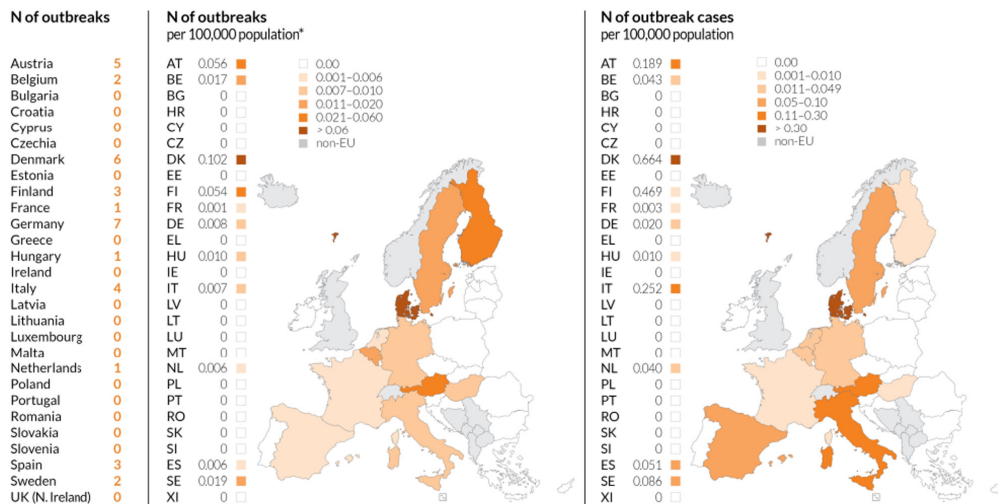 N of outbreaks
Austria 5
Belgium 2
Bulgaria 0
Croatia 0
Cyprus 0
Czechia 0
Denmark 6
Estonia 0
Finland 3
France 1
Germany 7
Greece 0
Hungary 1
Ireland 0
Italy 4
Latvia 0
Lithuania 0
Luxembourg 0
Malta 0
Netherlands 1
Poland 0
Portugal 0
Romania 0
Slovakia 0
Slovenia 0
Spain 3
Sweden 2
UK (N. Ireland) 0
N of outbreaks
per 100,000 population*
AT 0.056
BE 0.017
BG 0
HR 0
CY 0
CZ 0
DK 0.102
EE 0
FI 0.054
FR 0.001
DE 0.008
EL 0
HU 0.010
IE 0
IT 0.007
LV 0
LT 0
LU 0
MT 0
NL 0.006
PL 0
PT 0
RO 0
SK 0
SI 0
ES 0.006
SE 0.019
XI 0
0.00
0.001–0.006
0.007–0.010
0.011–0.020
0.021–0.060
> 0.06
non-EU
N of outbreak cases
per 100,000 population
AT 0.189
BE 0.043
BG 0
HR 0
CY 0
CZ 0
DK 0.664
EE 0
FI 0.469
FR 0.003
DE 0.020
EL 0
HU 0.010
IE 0
IT 0.252
LV 0
LT 0
LU 0
MT 0
NL 0.040
PL 0
PT 0
RO 0
SK 0
SI 0
ES 0.051
SE 0.086
XI 0
0.00
0.001–0.010
0.011–0.049
0.05–0.10
0.11–0.30
> 0.30
non-EU